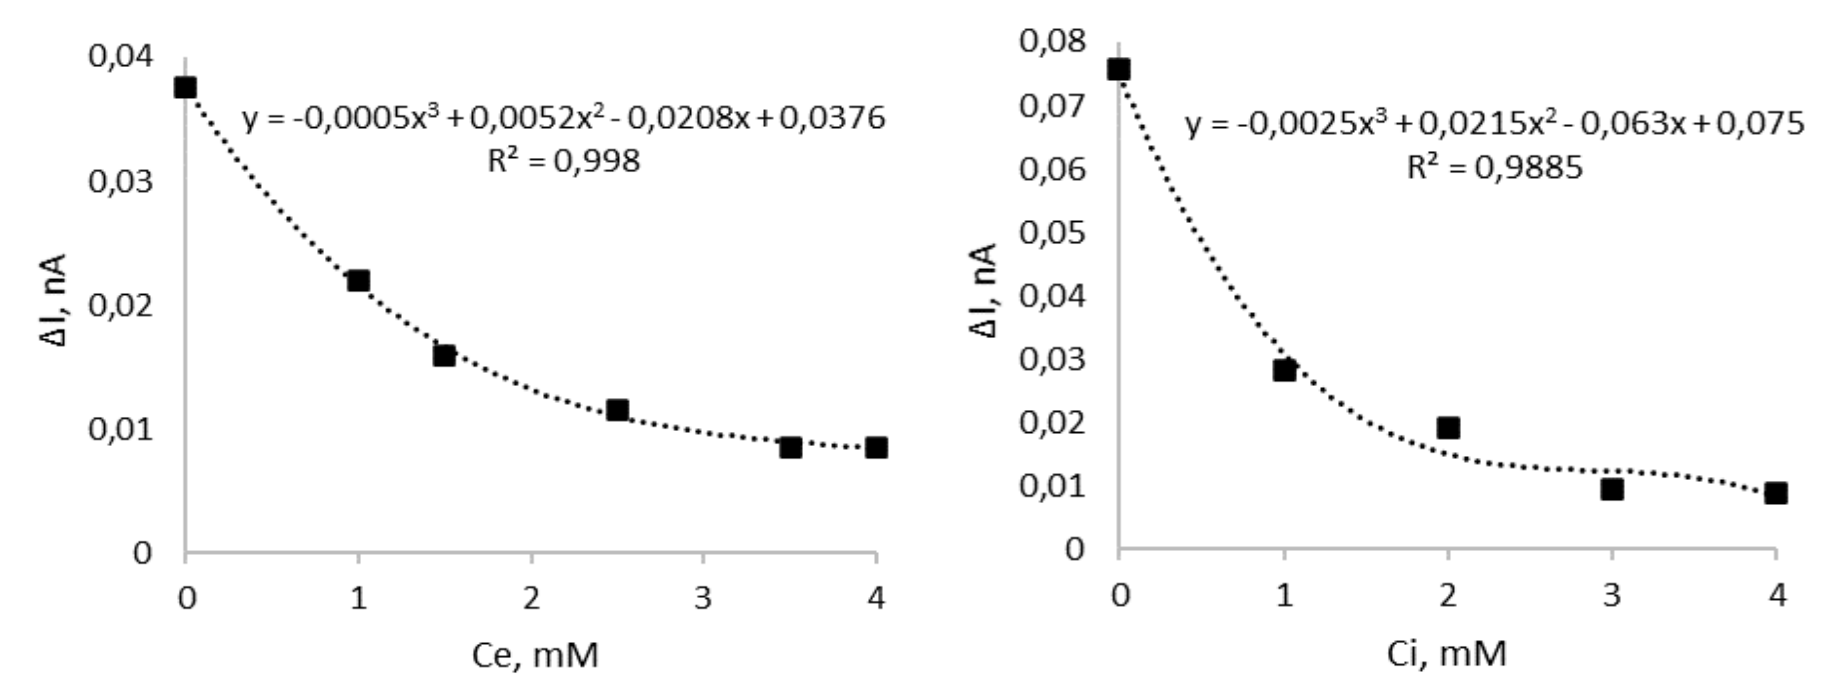 0,04
0,03
0,02
0,01
0
ΔI, nA
y = -0,0005x³ + 0,0052x² - 0,0208x + 0,0376
R² = 0,998
0 1 2 3 4
Ce, mM
0,08
0,07
0,06
0,05
0,04
0,03
0,02
0,01
0
ΔI, nA
y = -0,0025x³ + 0,0215x² - 0,063x + 0,075
R² = 0,9885
0 1 2 3 4
Ci, mM